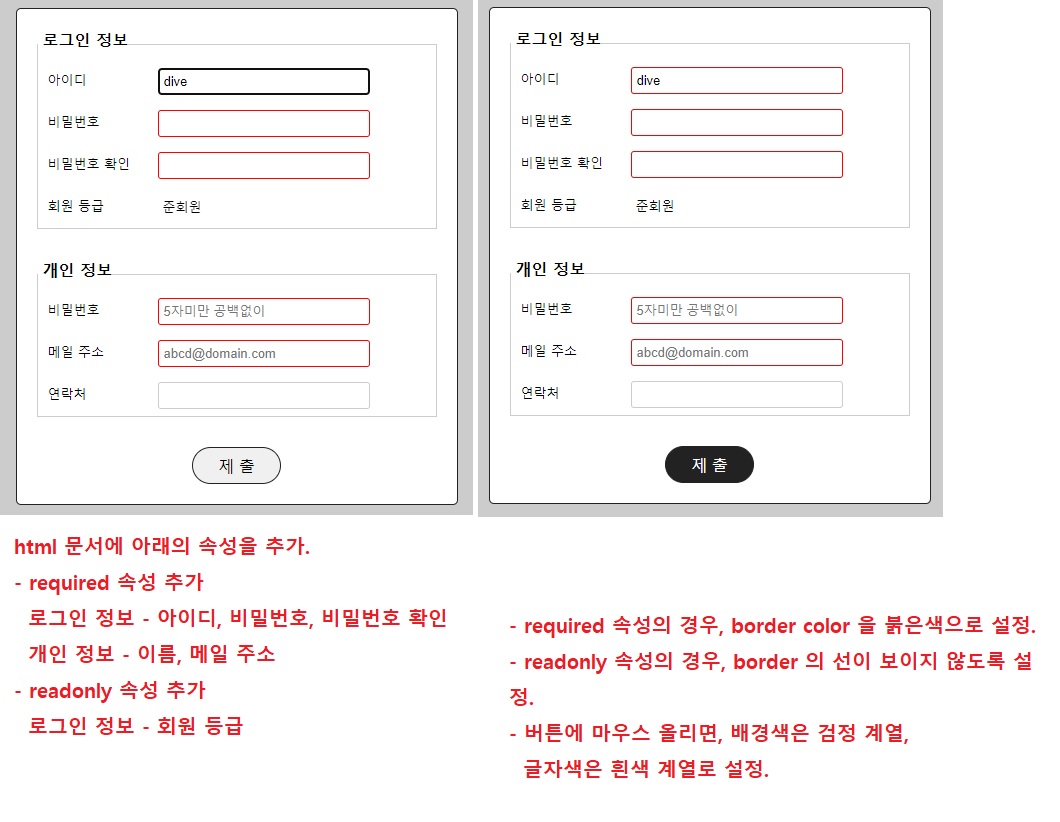 로그인 정보
아이디
dive
비밀번호
비밀번호 확인
회원 등급
준회원
개인 정보
비밀번호
5자미만 공백없이
메일 주소
abcd@domain.com
연락처
제 출
로그인 정보
아이디
dive
비밀번호
비밀번호 확인
회원 등급
준회원
개인 정보
비밀번호
5자미만 공백없이
메일 주소
abcd@domain.com
연락처
제 출
html 문서에 아래의 속성을 추가.
- required 속성 추가
로그인 정보 - 아이디, 비밀번호, 비밀번호 확인
개인 정보 - 이름, 메일 주소
- readonly 속성 추가
로그인 정보 - 회원 등급
- required 속성의 경우, border color 을 붉은색으로 설정.
- readonly 속성의 경우, border 의 선이 보이지 않도록 설
정.
- 버튼에 마우스 올리면, 배경색은 검정 계열,
글자색은 흰색 계열로 설정.